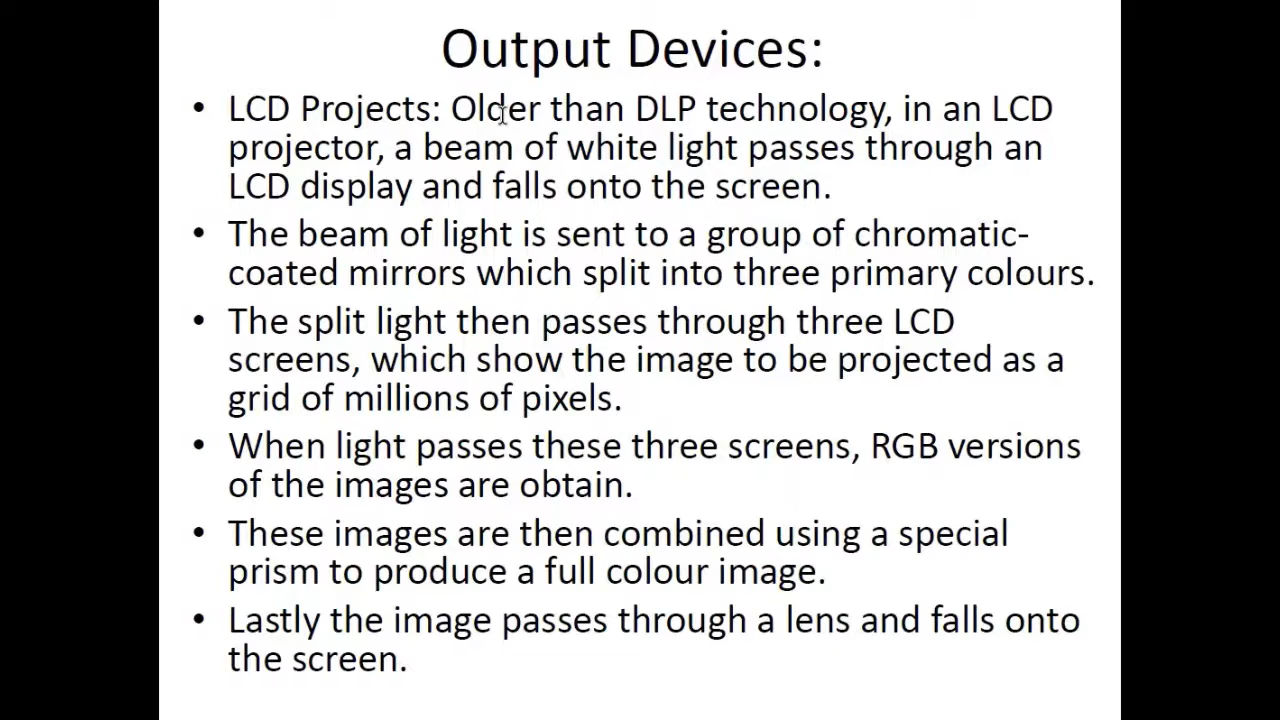 Output Devices:
• LCD Projects: Older than DLP technology, in an LCD
projector, a beam of white light passes through an
LCD display and falls onto the screen.
• The beam of light is sent to a group of chromatic-
coated mirrors which split into three primary colours.
• The split light then passes through three LCD
screens, which show the image to be projected as a
grid of millions of pixels.
• When light passes these three screens, RGB versions
of the images are obtain.
• These images are then combined using a special
prism to produce a full colour image.
• Lastly the image passes through a lens and falls onto
the screen.